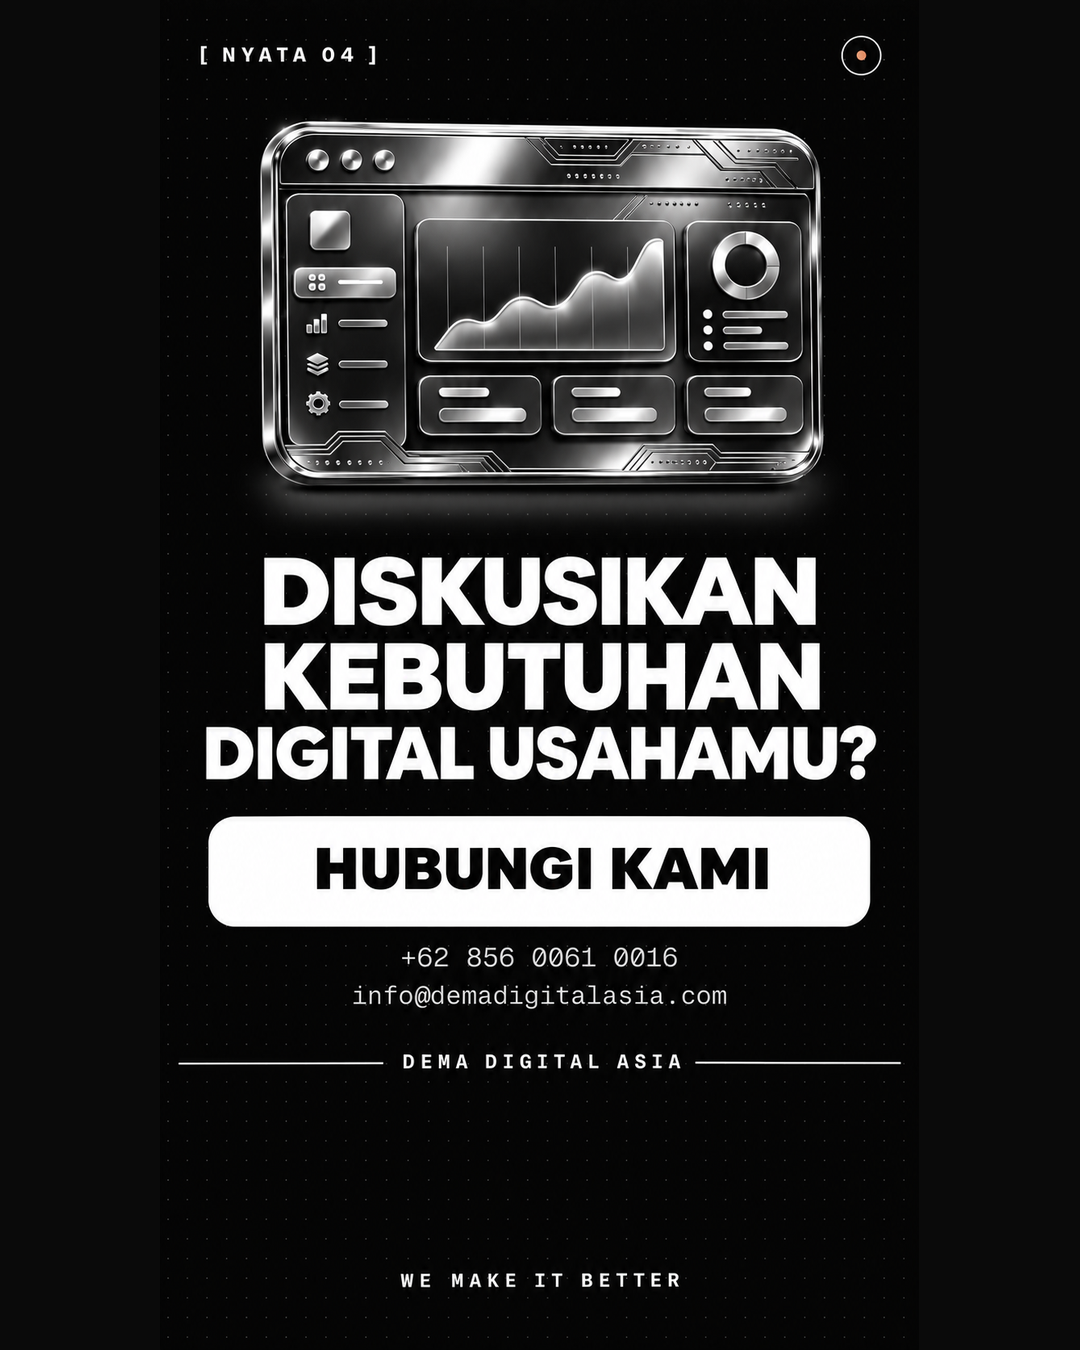 [ NYATA 04 ]
DISKUSIKAN
KEBUTUHAN
DIGITAL USAHAMU?
HUBUNGI KAMI
+62 856 0061 0016
info@demadigitalasia.com
DEMA DIGITAL ASIA
WE MAKE IT BETTER